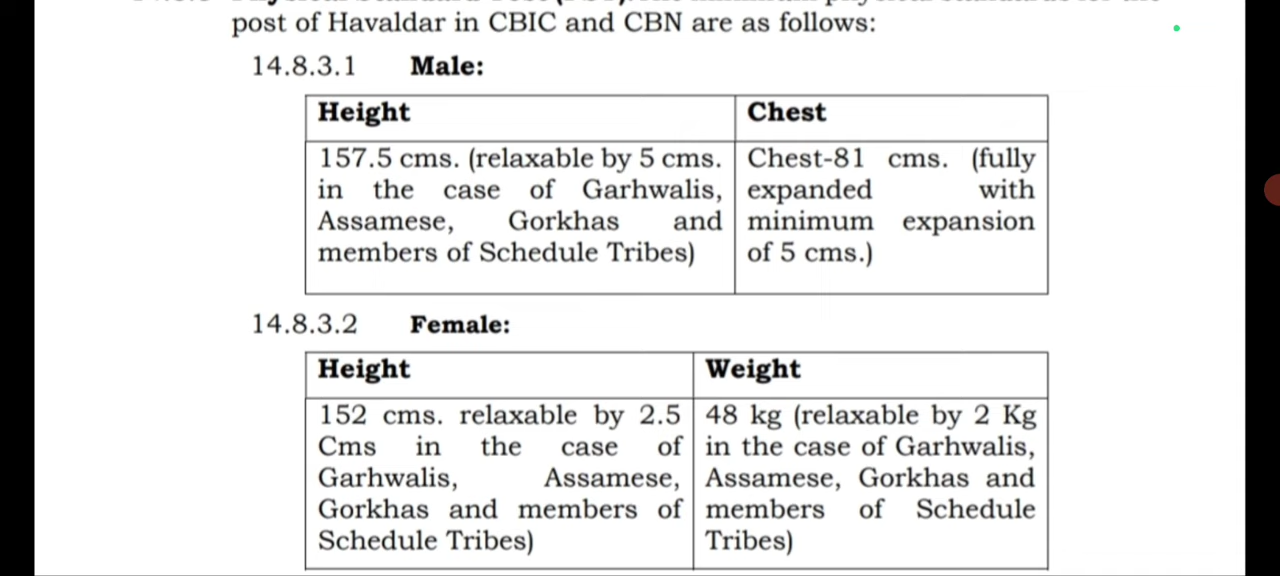 post of Havaldar in CBIC and CBN are as follows:
14.8.3.1 Male:
Height Chest
157.5 cms. (relaxable by 5 cms. Chest-81 cms. (fully
in the case of Garhwalis, expanded with
Assamese, Gorkhas and minimum expansion
members of Schedule Tribes) of 5 cms.)
14.8.3.2 Female:
Height Weight
152 cms. relaxable by 2.5 48 kg (relaxable by 2 Kg
Cms in the case of in the case of Garhwalis,
Garhwalis, Assamese, Assamese, Gorkhas and
Gorkhas and members of members of Schedule
Schedule Tribes) Tribes)